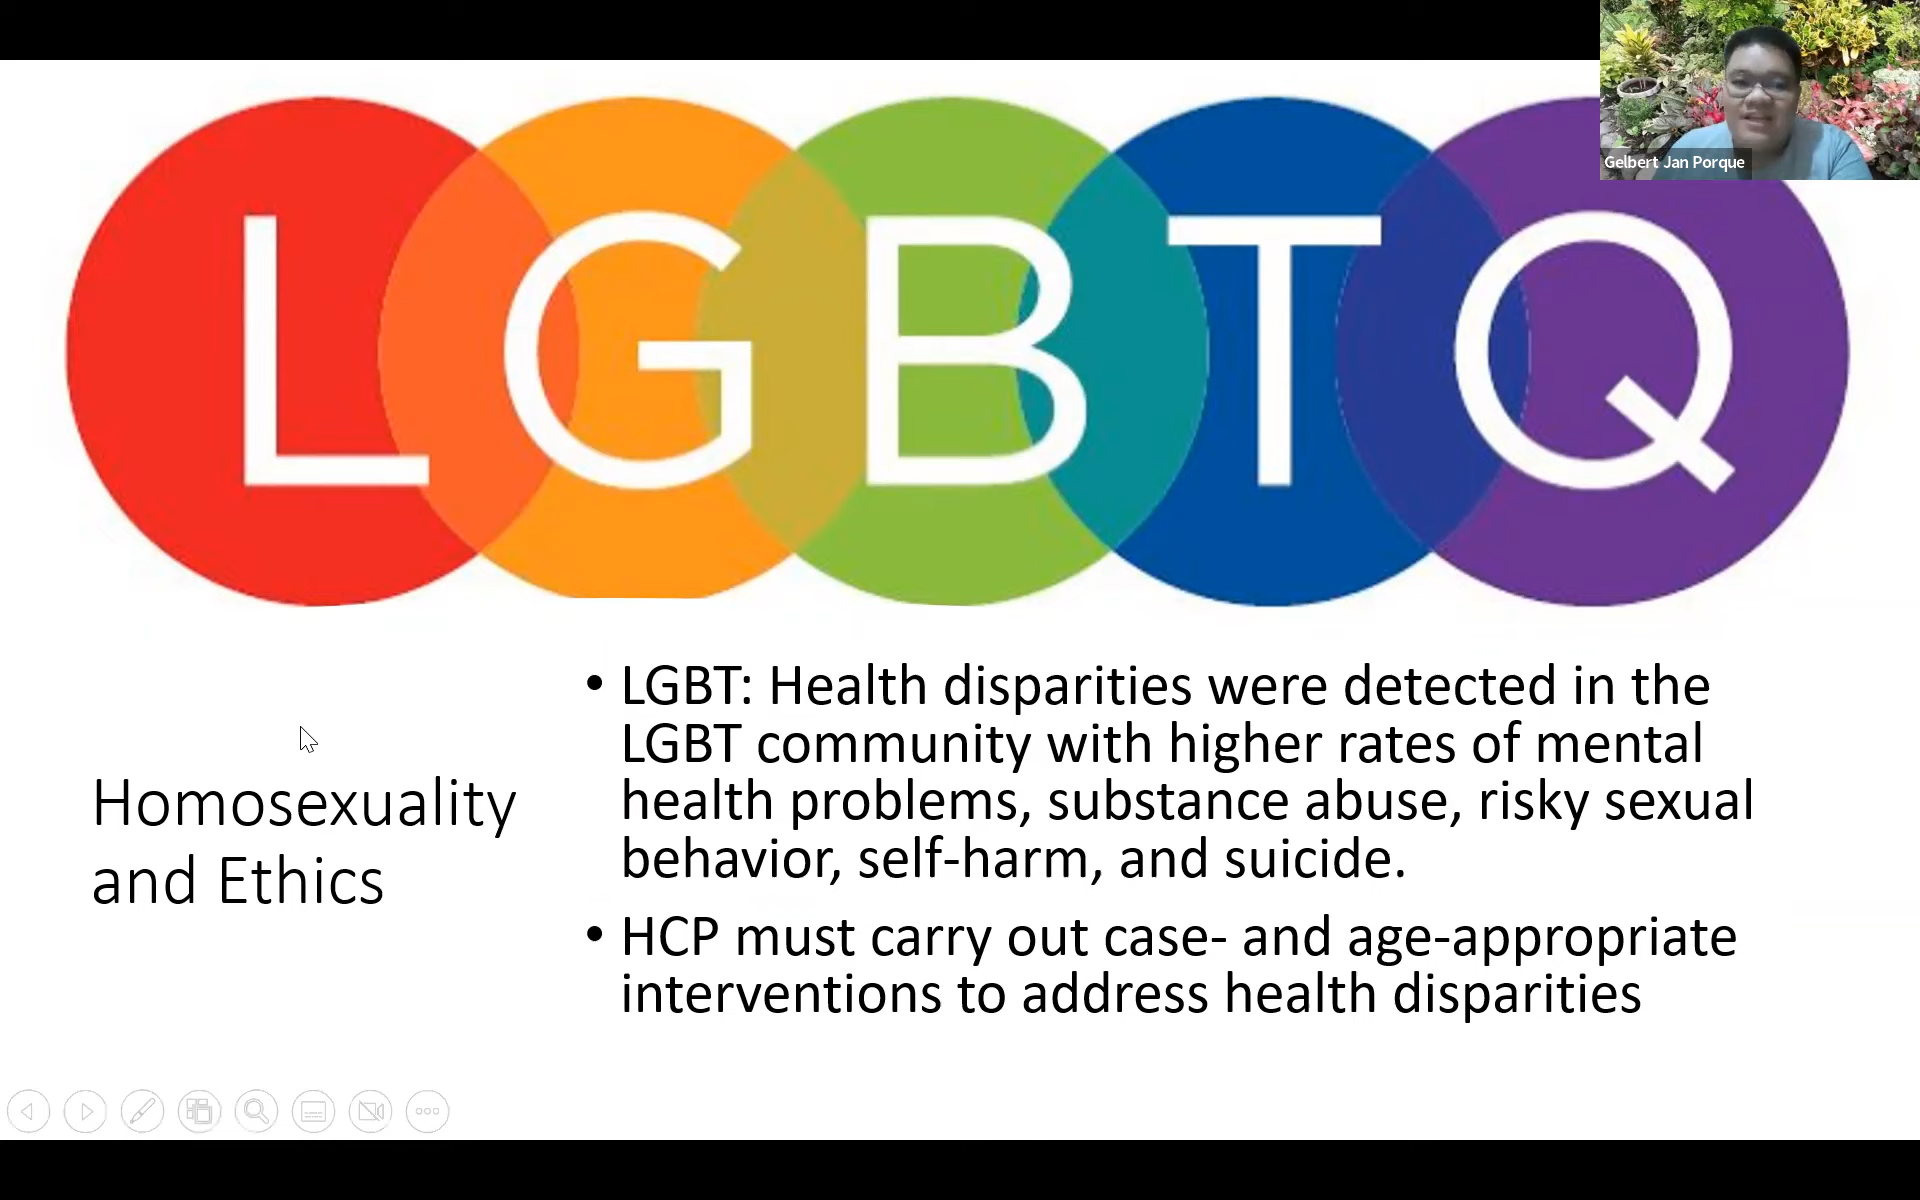 Gelbert Jan Porque
LGBTQ
Homosexuality
and Ethics
• LGBT: Health disparities were detected in the
LGBT community with higher rates of mental
health problems, substance abuse, risky sexual
behavior, self-harm, and suicide.
• HCP must carry out case- and age-appropriate
interventions to address health disparities